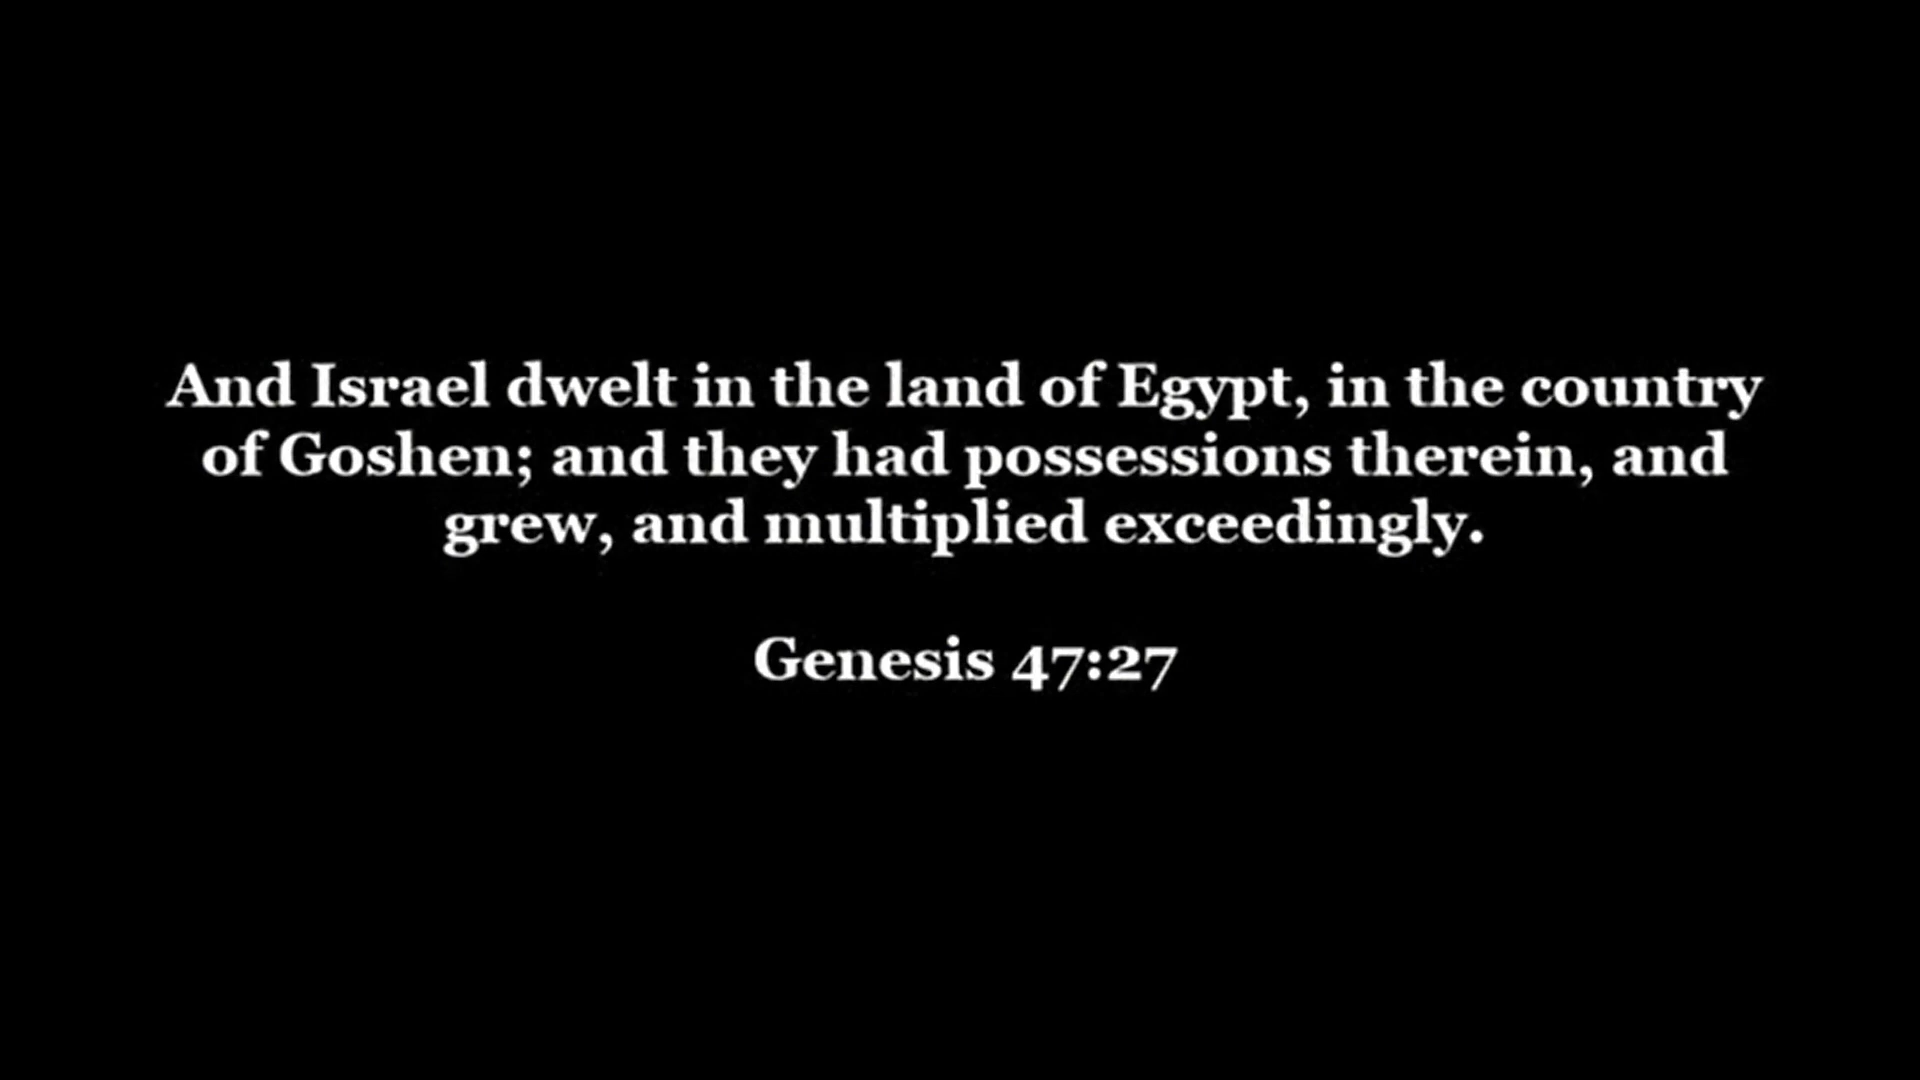 And Israel dwelt in the land of Egypt, in the country
of Goshen; and they had possessions therein, and
grew, and multiplied exceedingly.
Genesis 47:27